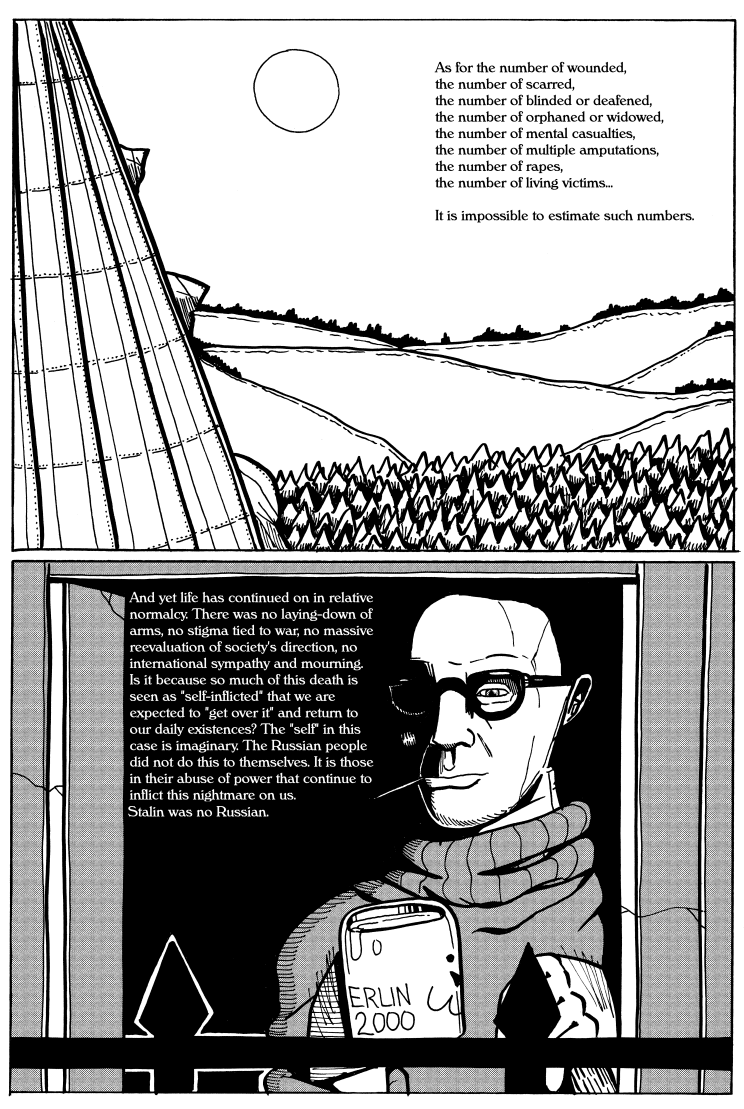 As for the number of wounded,
the number of scarred,
the number of blinded or deafened,
the number of orphaned or widowed,
the number of mental casualties,
the number of multiple amputations,
the number of rapes,
the number of living victims...
It is impossible to estimate such numbers.
And yet life has continued on in relative
normalcy. There was no laying-down of
arms, no stigma tied to war, no massive
reevaluation of society's direction, no
international sympathy and mourning.
Is it because so much of this death is
seen as "self-inflicted" that we are
expected to "get over it" and return to
our daily existences? The "self" in this
case is imaginary. The Russian people
did not do this to themselves. It is those
in their abuse of power that continue to
inflict this nightmare on us.
Stalin was no Russian.
ERLIN
2000